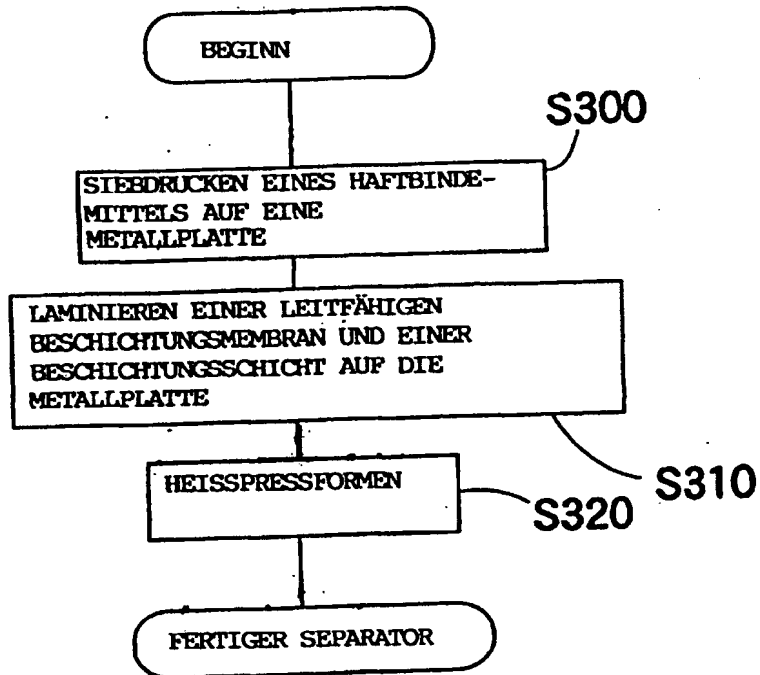 BEGINN
S300
SIEBDRUCKEN EINES HAFTBINDE-
MITTELS AUF EINE
METALLPLATTE
LAMINIEREN EINER LEITFÄHIGEN
BESCHICHTUNGSMEMBRAN UND EINER
BESCHICHTUNGSSCHICHT AUF DIE
METALLPLATTE
S310
HEISSPRESSFORMEN
S320
FERTIGER SEPARATOR